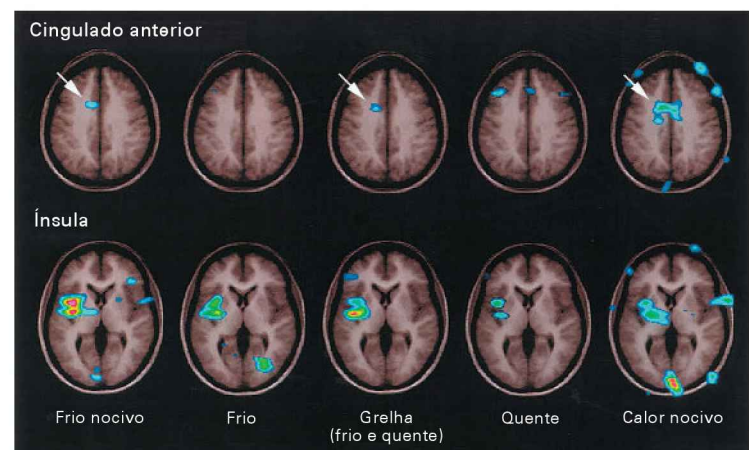 Cingulado anterior
Ínsula
Frio nocivo
Frio
Grelha
(frio e quente)
Quente
Calor nocivo